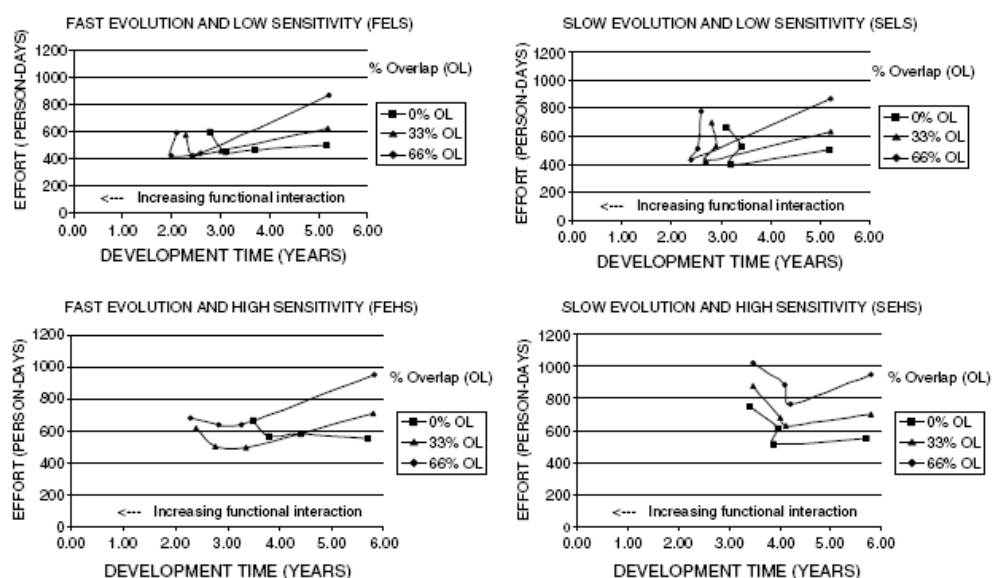 FAST EVOLUTION AND LOW SENSITIVITY (FELS)
EFFORT ( PERSON-DAYS)
1200
1000
800
600
400
200
0
% Overlap (OL)
0% OL
33% OL
66% OL
<--- Increasing functional interaction
0.00 1.00 2.00 3.00 4.00 5.00 6.00
DEVELOPMENT TIME (YEARS)
SLOW EVOLUTION AND LOW SENSITIVITY (SELS)
EFFORT (PERSON-DAYS)
1200
1000
800
600
400
200
0
% Overlap (OL)
0% OL
33% OL
66% OL
<--- Increasing functional interaction
0.00 1.00 2.00 3.00 4.00 5.00 6.00
DEVELOPMENT TIME (YEARS)
FAST EVOLUTION AND HIGH SENSITIVITY (FEHS)
EFFORT (PERSON-DAYS)
1200
1000
800
600
400
200
0
% Overlap (OL)
0% OL
33% OL
66% OL
<--- Increasing functional interaction
0.00 1.00 2.00 3.00 4.00 5.00 6.00
DEVELOPMENT TIME (YEARS)
SLOW EVOLUTION AND HIGH SENSITIVITY (SEHS)
EFFORT (PERSON-DAYS)
1200
1000
800
600
400
200
0
% Overlap (OL)
0% OL
33% OL
66% OL
<--- Increasing functional interaction
0.00 1.00 2.00 3.00 4.00 5.00 6.00
DEVELOPMENT TIME (YEARS)